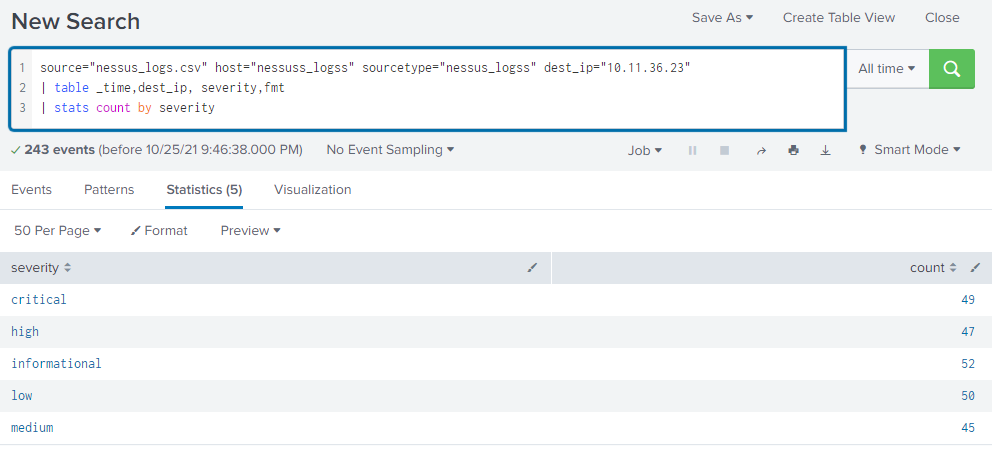 New Search
Save As ▾ Create Table View Close
1 source="nessus_logs.csv" host="nessuss_logss" sourcetype="nessus_logss" dest_ip="10.11.36.23"
2 | table _time,dest_ip, severity,fmt
3 | stats count by severity
All time ▾
✓ 243 events (before 10/25/21 9:46:38.000 PM) No Event Sampling ▾ Job ▾ Smart Mode ▾
Events Patterns Statistics (5) Visualization
50 Per Page ▾ Format Preview ▾
severity count
critical 49
high 47
informational 52
low 50
medium 45